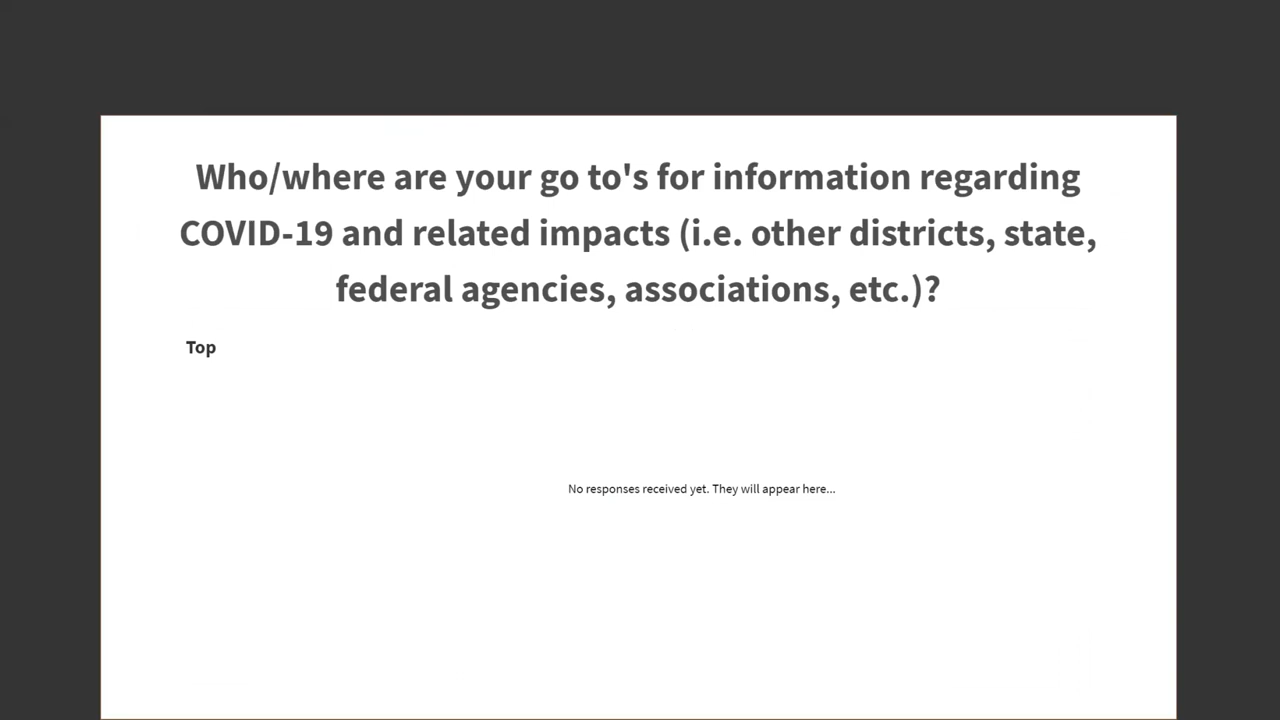 Who/where are your go to's for information regarding
COVID-19 and related impacts (i.e. other districts, state,
federal agencies, associations, etc.)?
Top
No responses received yet. They will appear here...